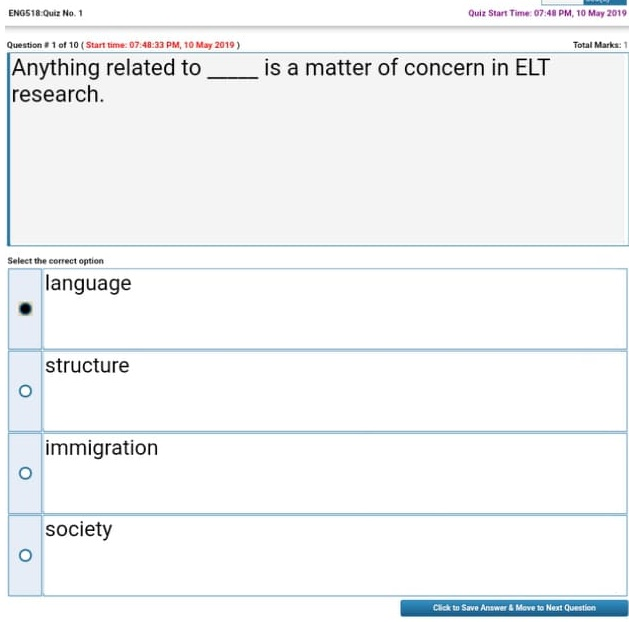 ENG518:Quiz No. 1
Quiz Start Time: 07:48 PM, 10 May 2019
Question # 1 of 10 ( Start time: 07:48:33 PM, 10 May 2019 )
Total Marks: 1
Anything related to _____ is a matter of concern in ELT
research.
Select the correct option
language
structure
immigration
society
Click to Save Answer & Move to Next Question